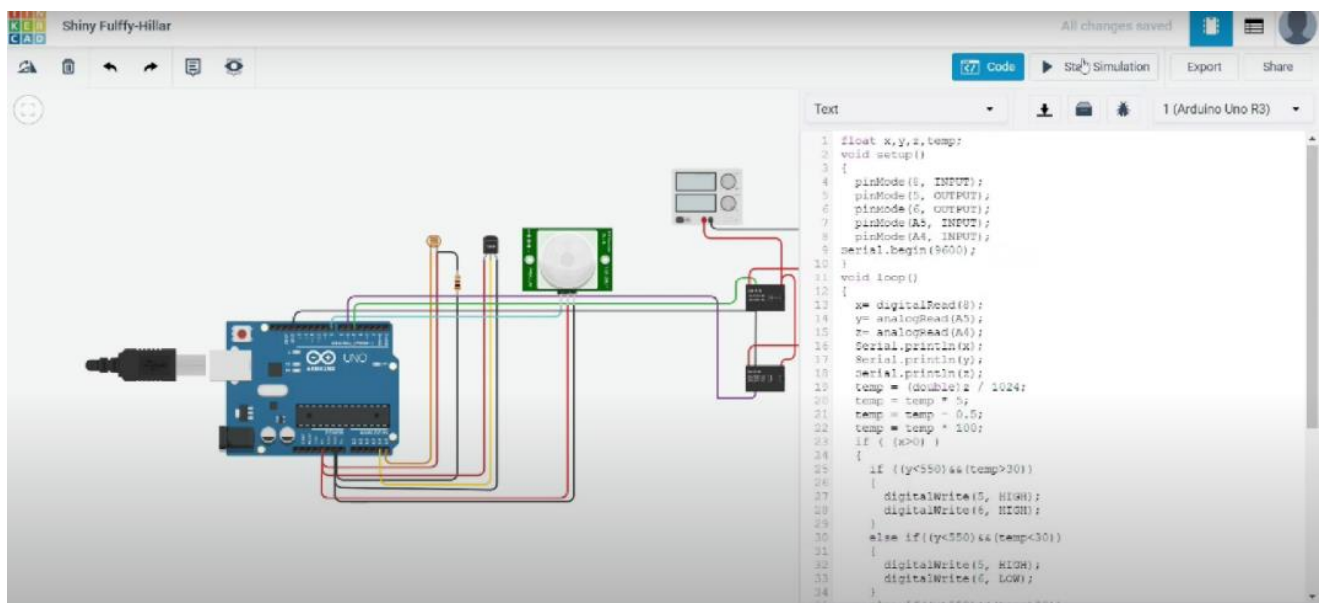 TIN
KER
CAD
Shiny Fulffy-Hillar
All changes saved
Code
Start Simulation
Export
Share
Text
1 (Arduino Uno R3)
1 float x,y,z,temp;
2 void setup()
3 {
4 pinMode(8, INPUT);
5 pinMode(5, OUTPUT);
6 pinMode(6, OUTPUT);
7 pinMode(A5, INPUT);
8 pinMode(A4, INPUT);
9 Serial.begin(9600);
10 }
11 void loop()
12 {
13 x= digitalRead(8);
14 y= analogRead(A5);
15 z= analogRead(A4);
16 Serial.println(x);
17 Serial.println(y);
18 Serial.println(z);
19 temp = (double)z / 1024;
20 temp = temp * 5;
21 temp = temp - 0.5;
22 temp = temp * 100;
23 if ( (x>0) )
24 {
25 if ((y<550)&&(temp>30))
26 {
27 digitalWrite(5, HIGH);
28 digitalWrite(6, HIGH);
29 }
30 else if((y<550)&&(temp<30))
31 {
32 digitalWrite(5, HIGH);
33 digitalWrite(6, LOW);
34 }
UNO
ARDUINO